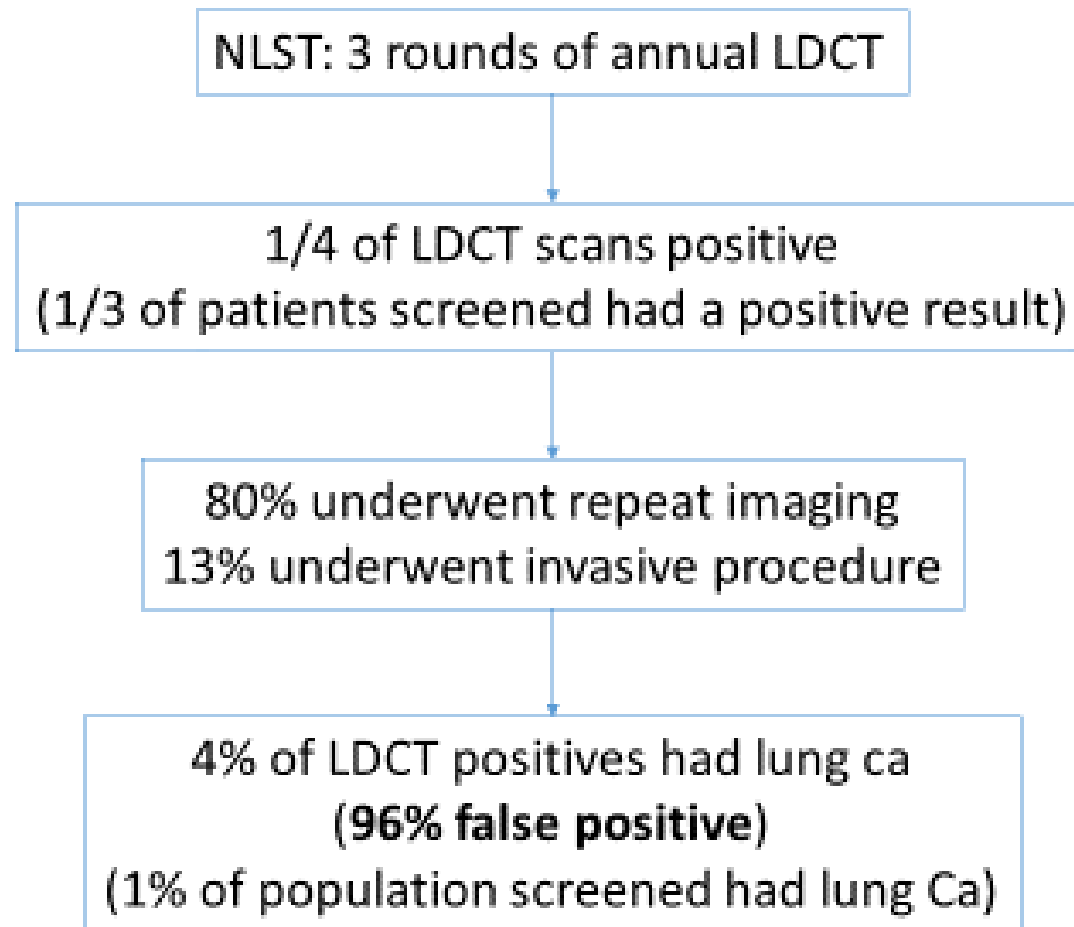 NLST: 3 rounds of annual LDCT
1/4 of LDCT scans positive
(1/3 of patients screened had a positive result)
80% underwent repeat imaging
13% underwent invasive procedure
4% of LDCT positives had lung ca
(96% false positive)
(1% of population screened had lung Ca)